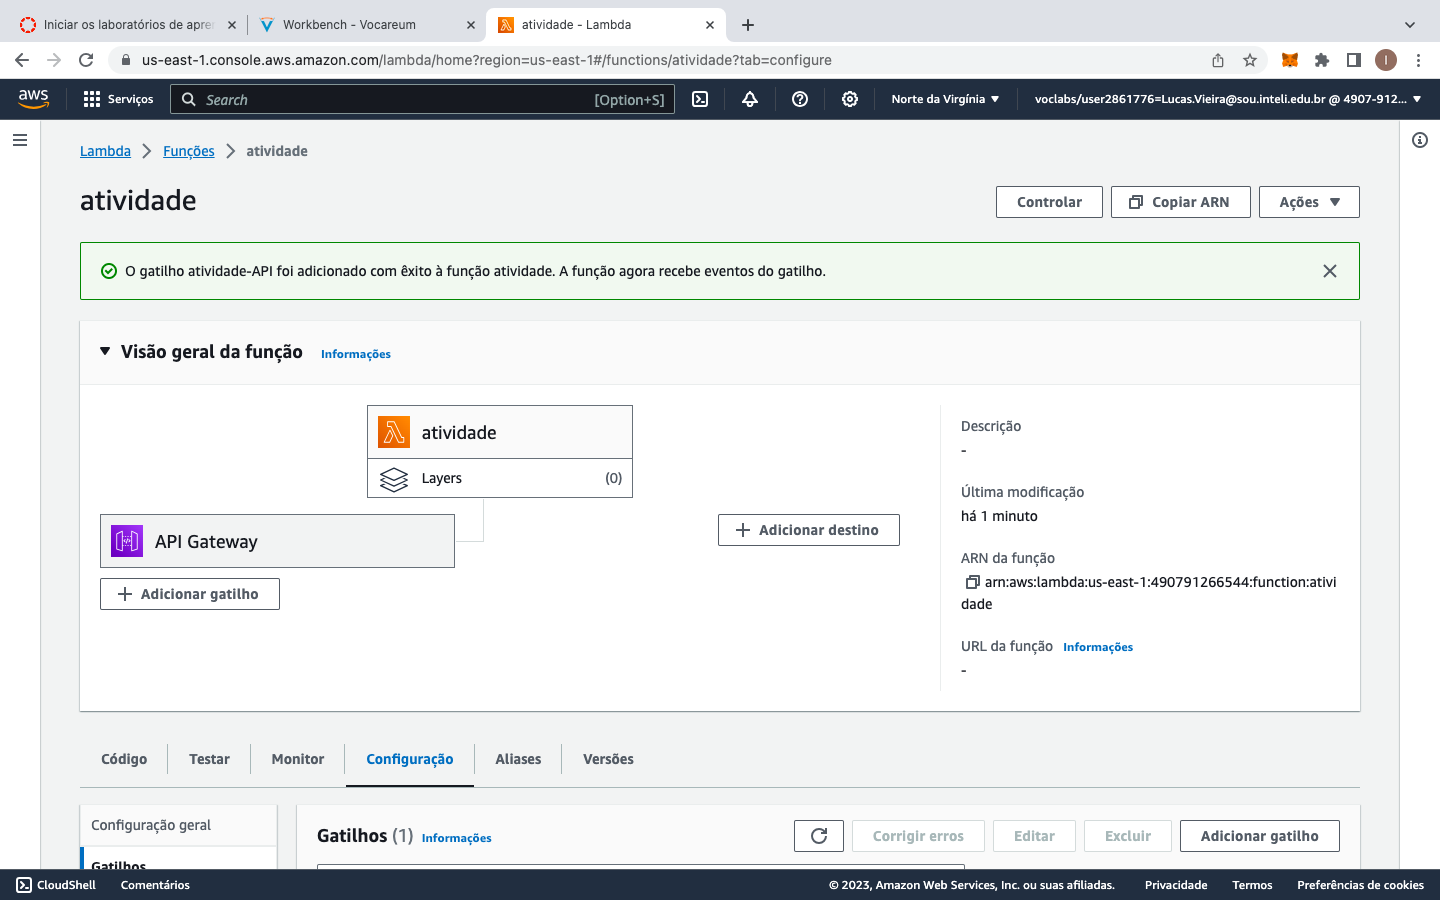 Iniciar os laboratórios de apre
Workbench - Vocareum
atividade - Lambda
us-east-1.console.aws.amazon.com/lambda/home?region=us-east-1#/functions/atividade?tab=configure
I
aws
Serviços
Search
[Option+S]
Norte da Virgínia
voclabs/user2861776=Lucas.Vieira@sou.inteli.edu.br @ 4907-912...
Lambda
Funções
atividade
atividade
Controlar
Copiar ARN
Ações
O gatilho atividade-API foi adicionado com êxito à função atividade. A função agora recebe eventos do gatilho.
Visão geral da função
Informações
atividade
Layers
(0)
API Gateway
Adicionar gatilho
Adicionar destino
Descrição
-
Última modificação
há 1 minuto
ARN da função
arn:aws:lambda:us-east-1:490791266544:function:ativi
dade
URL da função
Informações
-
Código
Testar
Monitor
Configuração
Aliases
Versões
Configuração geral
Gatilhos
Gatilhos (1)
Informações
Corrigir erros
Editar
Excluir
Adicionar gatilho
CloudShell
Comentários
© 2023, Amazon Web Services, Inc. ou suas afiliadas.
Privacidade
Termos
Preferências de cookies